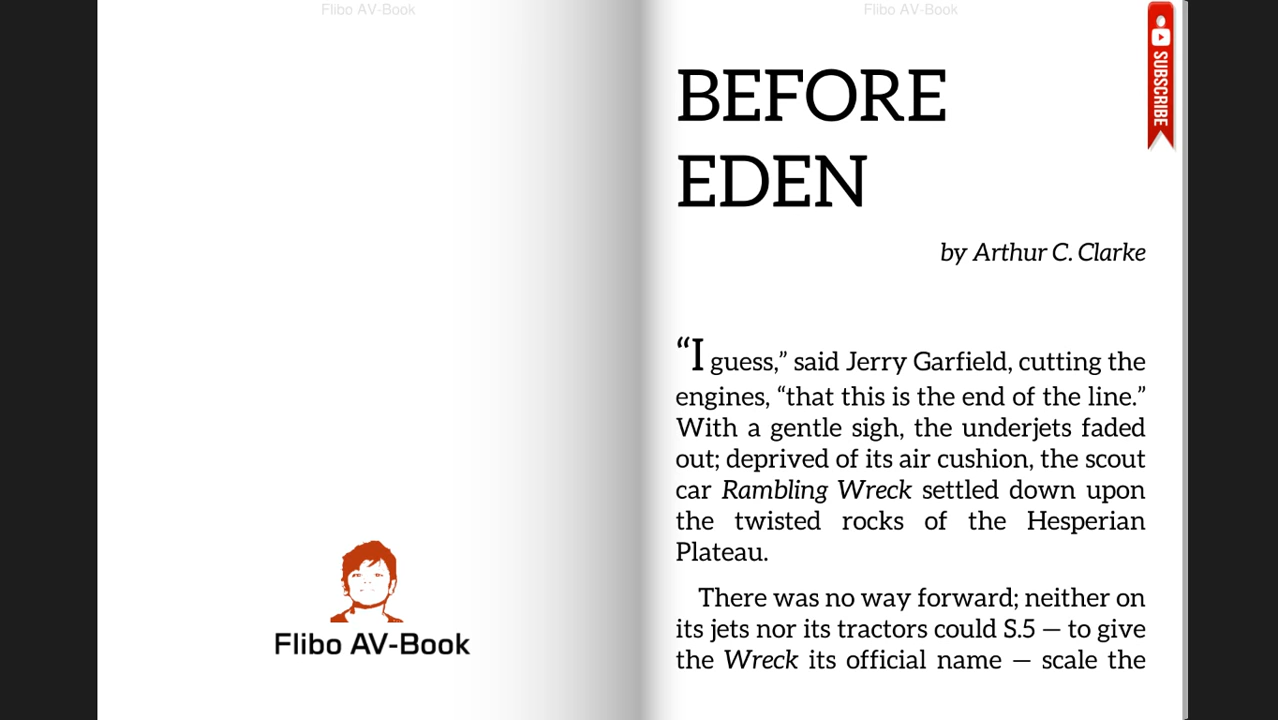 Flibo AV-Book
Flibo AV-Book
Flibo AV-Book
SUBSCRIBE
BEFORE
EDEN
by Arthur C. Clarke
“I guess,” said Jerry Garfield, cutting the
engines, “that this is the end of the line.”
With a gentle sigh, the underjets faded
out; deprived of its air cushion, the scout
car Rambling Wreck settled down upon
the twisted rocks of the Hesperian
Plateau.
There was no way forward; neither on
its jets nor its tractors could S.5 — to give
the Wreck its official name — scale the